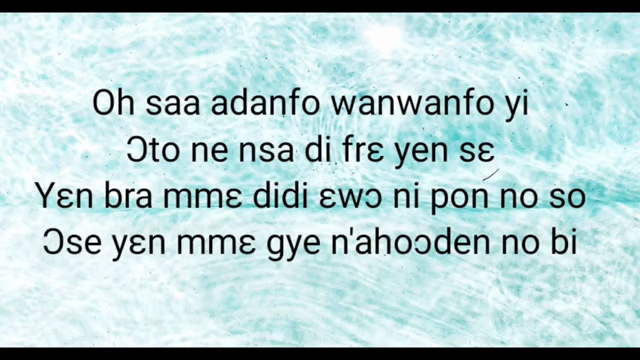 Oh saa adanfo wanwanfo yi
Ɔto ne nsa di frɛ yen sɛ
Yɛn bra mmɛ didi ɛwɔ ni pon no so
Ɔse yɛn mmɛ gye n'ahoɔden no bi